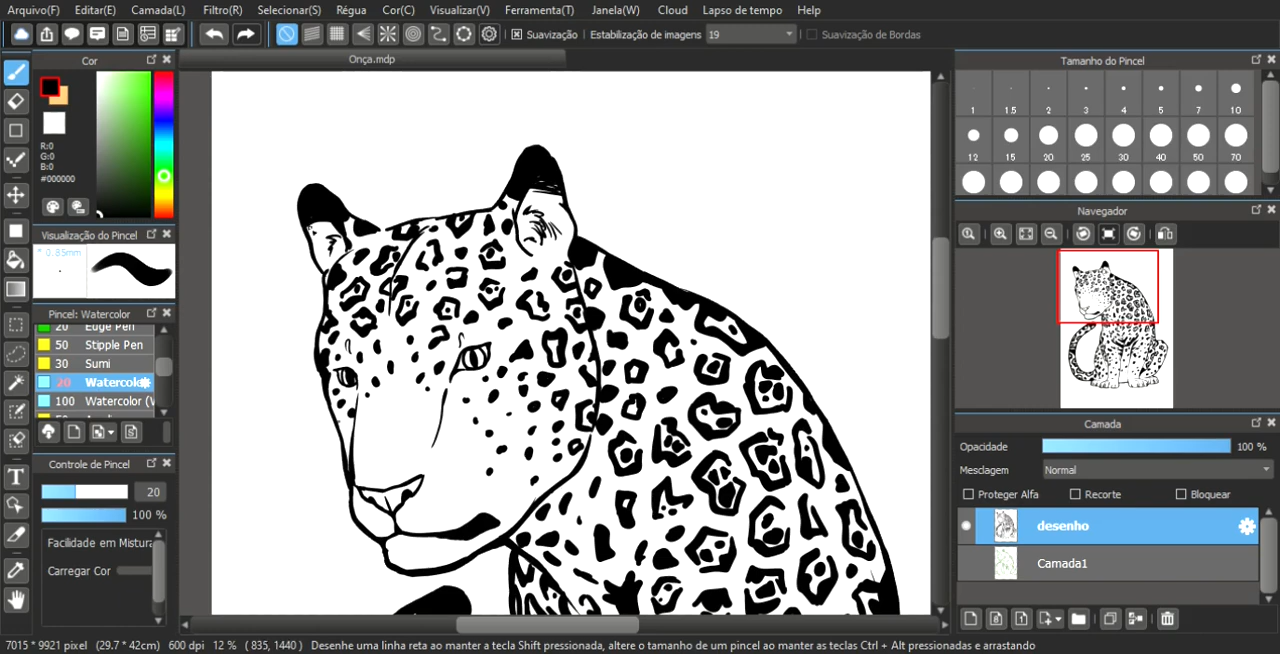 Arquivo(F) Editar(E) Camada(L) Filtro(R) Selecionar(S) Régua Cor(C) Visualizar(V) Ferramenta(T) Janela(W) Cloud Lapso de tempo Help
Suavização Estabilização de imagens 19 Suavização de Bordas
Cor
Onça.mdp
R:0
G:0
B:0
#000000
Visualização do Pincel
* 0.85mm
Pincel: Watercolor
20 Euge Pen
50 Stipple Pen
30 Sumi
20 Watercolo
100 Watercolor (W
Controle de Pincel
20
100 %
Facilidade em Mistura
Carregar Cor
Tamanho do Pincel
1 1.5 2 3 4 5 7 10
12 15 20 25 30 40 50 70
Navegador
Camada
Opacidade 100 %
Mesclagem Normal
Proteger Alfa Recorte Bloquear
desenho
Camada1
7015 * 9921 pixel (29.7 * 42cm) 600 dpi 12 % ( 835, 1440 ) Desenhe uma linha reta ao manter a tecla Shift pressionada, altere o tamanho de um pincel ao manter as teclas Ctrl + Alt pressionadas e arrastando